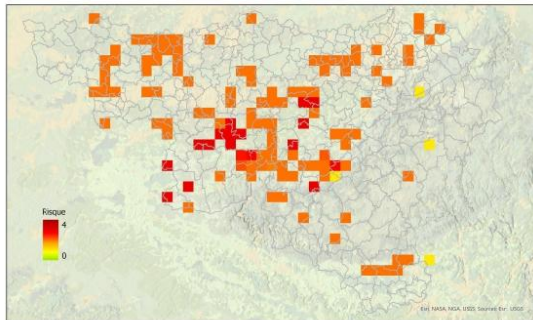 Risque
4
0
Esri, NASA, NGA, USGS, Sources: Esri, USGS